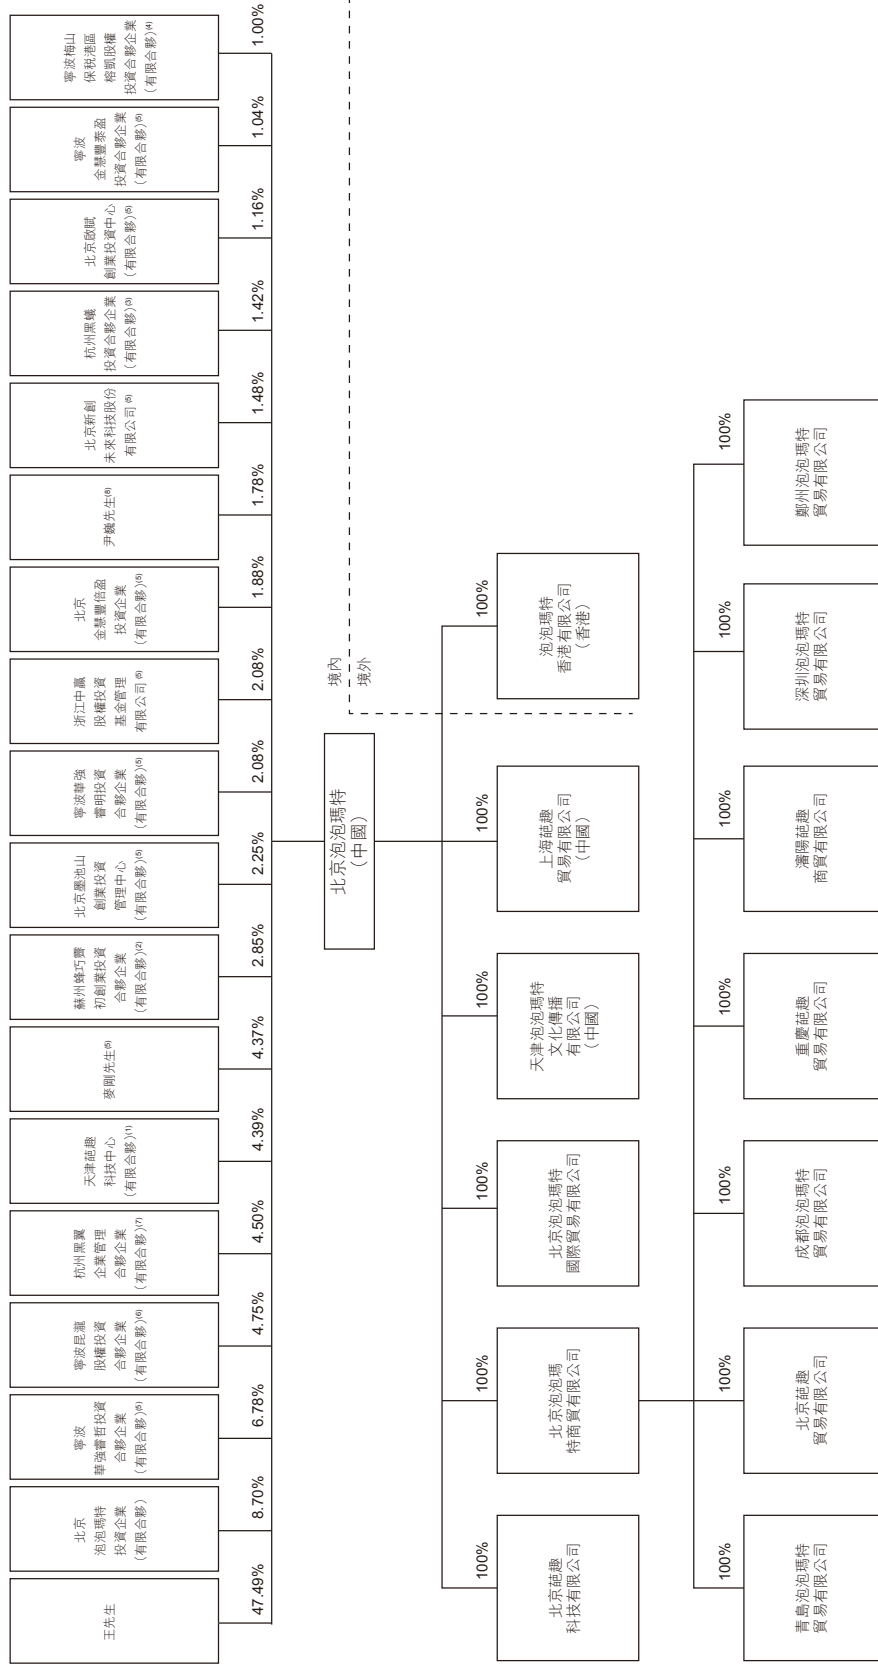 王先生
北京
泡泡瑪特
投資企業
（有限合夥）
寧波
華強睿哲投資
合夥企業
（有限合夥）(5)
寧波昆瀧
股權投資
合夥企業
（有限合夥）(6)
杭州黑翼
企業管理
合夥企業
（有限合夥）(7)
天津葩趣
科技中心
（有限合夥）(1)
麥剛先生(5)
蘇州蜂巧齎
初創業投資
合夥企業
（有限合夥）(2)
北京墨池山
創業投資
管理中心
（有限合夥）(5)
寧波華強
睿明投資
合夥企業
（有限合夥）(5)
浙江中贏
股權投資
基金管理
有限公司(5)
北京
金慧豐倍盈
投資企業
（有限合夥）(5)
尹巍先生(8)
北京新創
未來科技股份
有限公司(5)
杭州黑蟻
投資合夥企業
（有限合夥）(3)
北京啟賦
創業投資中心
（有限合夥）(5)
寧波
金慧豐泰盈
投資合夥企業
（有限合夥）(5)
寧波梅山
保税港區
榕凱股權
投資合夥企業
（有限合夥）(4)
47.49%
8.70%
6.78%
4.75%
4.50%
4.39%
4.37%
2.85%
2.25%
2.08%
2.08%
1.88%
1.78%
1.48%
1.42%
1.16%
1.04%
1.00%
北京泡泡瑪特
（中國）
境內
境外
100%
100%
100%
100%
100%
100%
北京葩趣
科技有限公司
北京泡泡瑪
特商貿有限公司
北京泡泡瑪特
國際貿易有限公司
天津泡泡瑪特
文化傳播
有限公司
（中國）
上海葩趣
貿易有限公司
（中國）
泡泡瑪特
香港有限公司
（香港）
100%
100%
100%
100%
100%
100%
100%
青島泡泡瑪特
貿易有限公司
北京葩趣
貿易有限公司
成都泡泡瑪特
貿易有限公司
重慶葩趣
貿易有限公司
瀋陽葩趣
商貿有限公司
深圳泡泡瑪特
貿易有限公司
鄭州泡泡瑪特
貿易有限公司